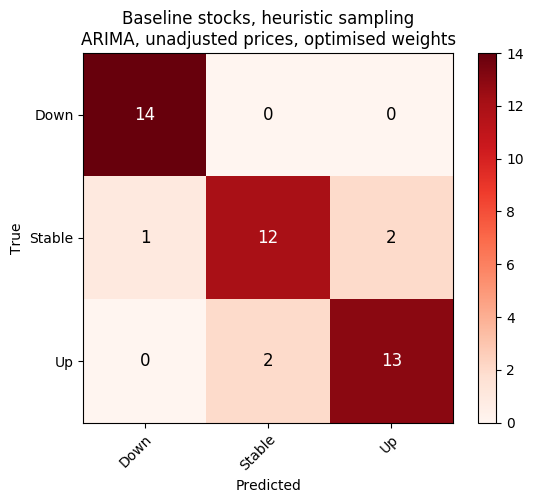 Baseline stocks, heuristic sampling
ARIMA, unadjusted prices, optimised weights
True
Down
14
0
0
Stable
1
12
2
Up
0
2
13
Down
Stable
Up
Predicted
14
12
10
8
6
4
2
0